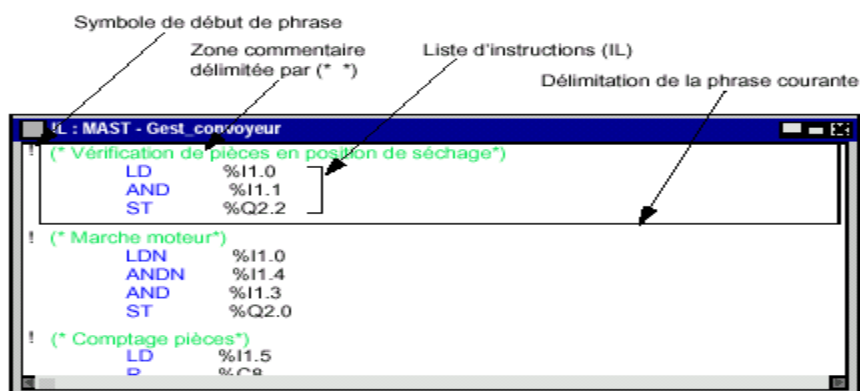 Symbole de début de phrase
Zone commentaire
délimitée par (* *)
Liste d'instructions (IL)
Délimitation de la phrase courante
IL : MAST - Gest_convoyeur
! (* Vérification de pièces en position de séchage*)
LD %I1.0
AND %I1.1
ST %Q2.2
! (* Marche moteur*)
LDN %I1.0
ANDN %I1.4
AND %I1.3
ST %Q2.0
! (* Comptage pièces*)
LD %I1.5
R %C8